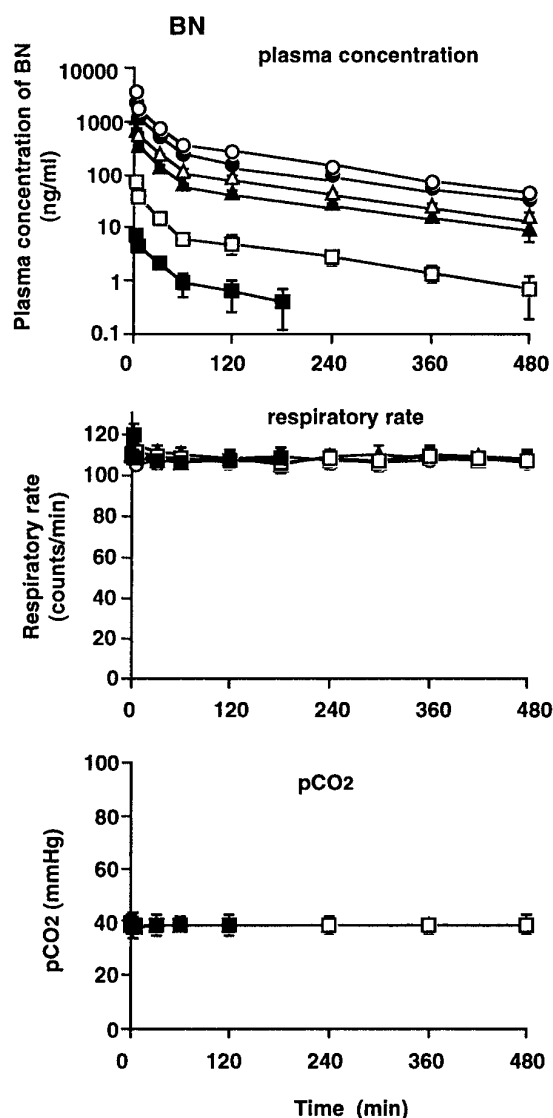 BN
plasma concentration
Plasma concentration of BN
(ng/ml)
10000
1000
100
10
1
0.1
0 120 240 360 480
respiratory rate
Respiratory rate
(counts/min)
120
100
80
60
40
20
0
0 120 240 360 480
pCO2
pCO2 (mmHg)
100
80
60
40
20
0
0 120 240 360 480
Time (min)